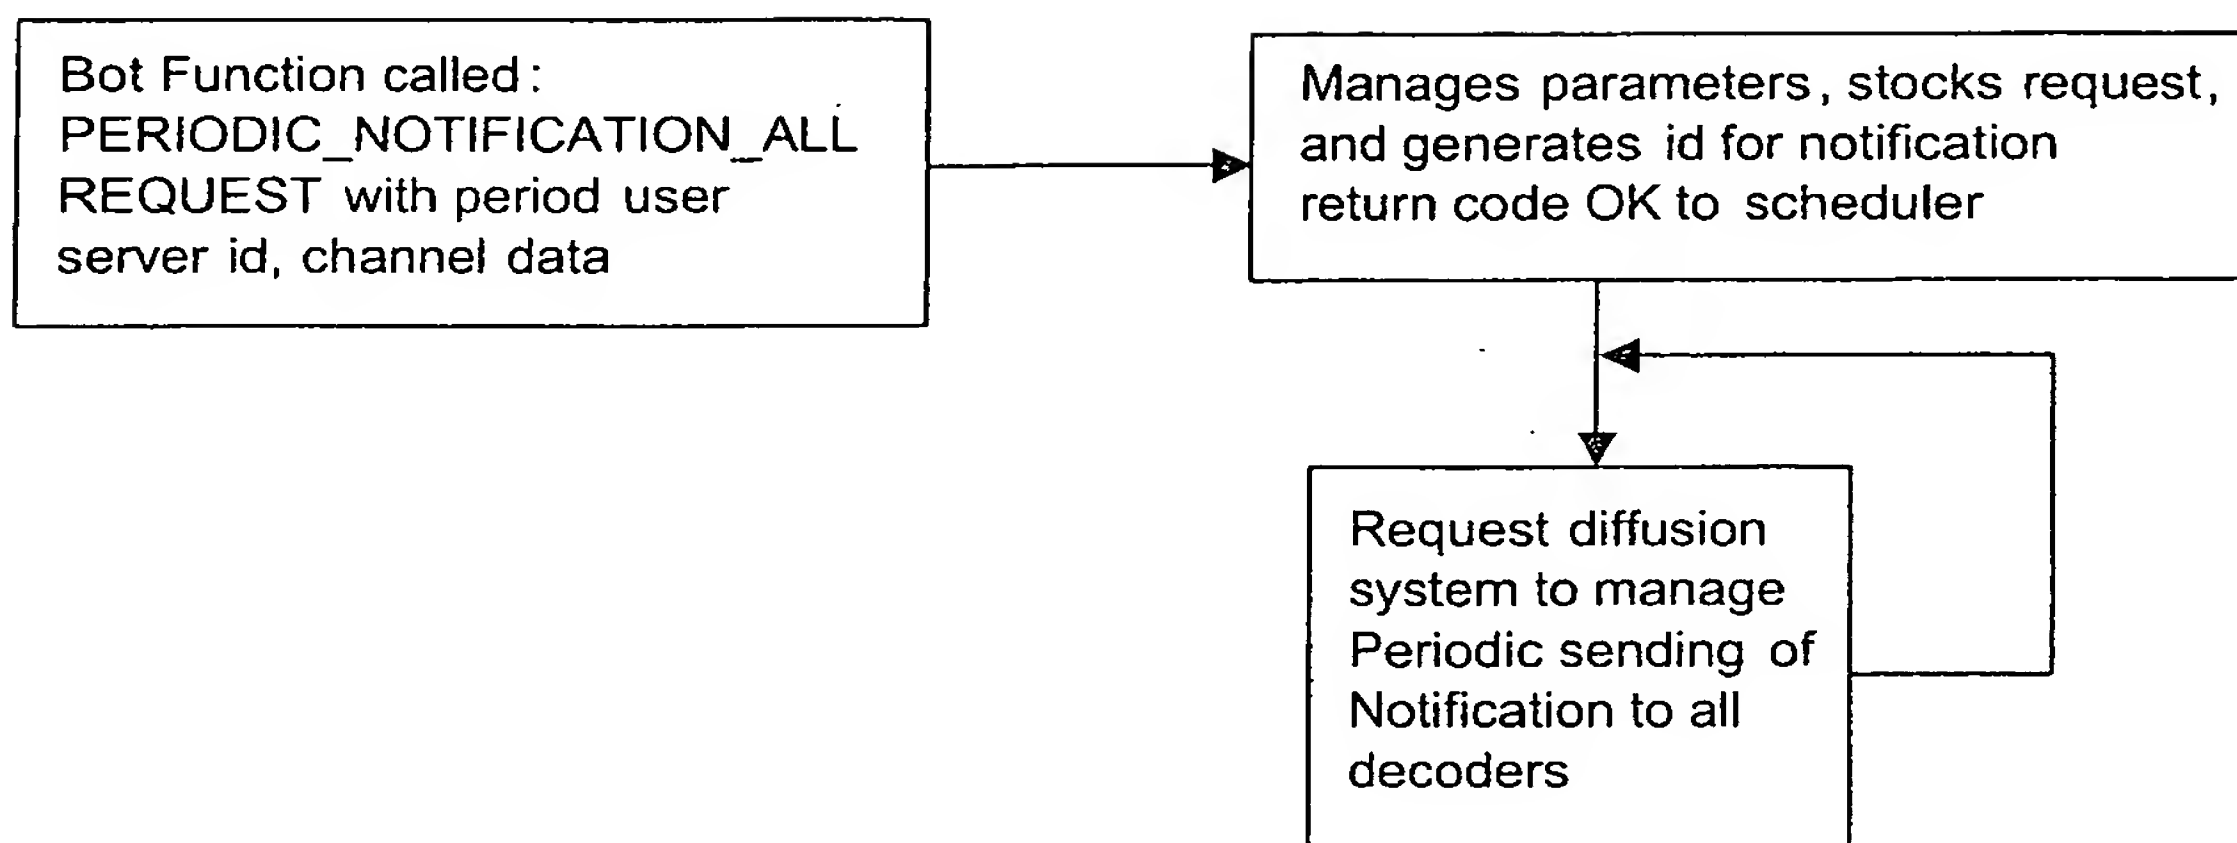 Bot Function called:
PERIODIC_NOTIFICATION_ALL
REQUEST with period user
server id, channel data
Manages parameters, stocks request,
and generates id for notification
return code OK to scheduler
Request diffusion
system to manage
Periodic sending of
Notification to all
decoders